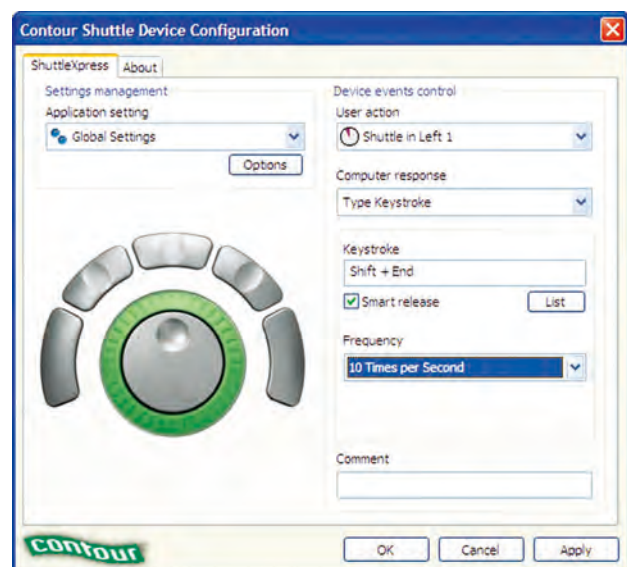 Contour Shuttle Device Configuration
ShuttleXpress
About
Settings management
Application setting
Global Settings
Options
Device events control
User action
Shuttle in Left 1
Computer response
Type Keystroke
Keystroke
Shift + End
Smart release
List
Frequency
10 Times per Second
Comment
contour
OK
Cancel
Apply